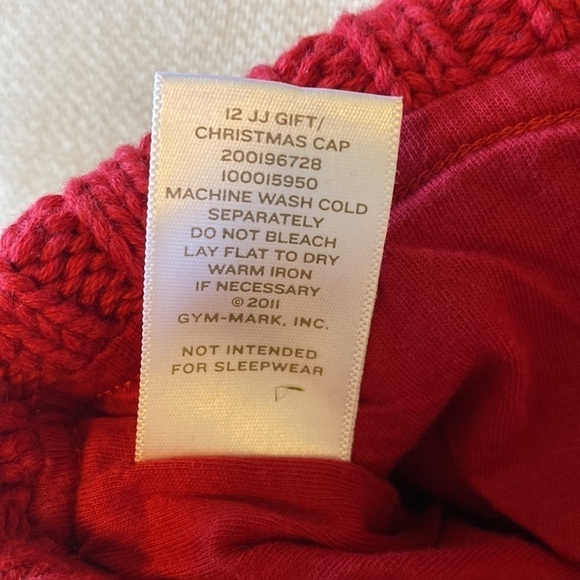 12 JJ GIFT/
CHRISTMAS CAP
200196728
100015950
MACHINE WASH COLD
SEPARATELY
DO NOT BLEACH
LAY FLAT TO DRY
WARM IRON
IF NECESSARY
©2011
GYM-MARK, INC.
NOT INTENDED
FOR SLEEPWEAR